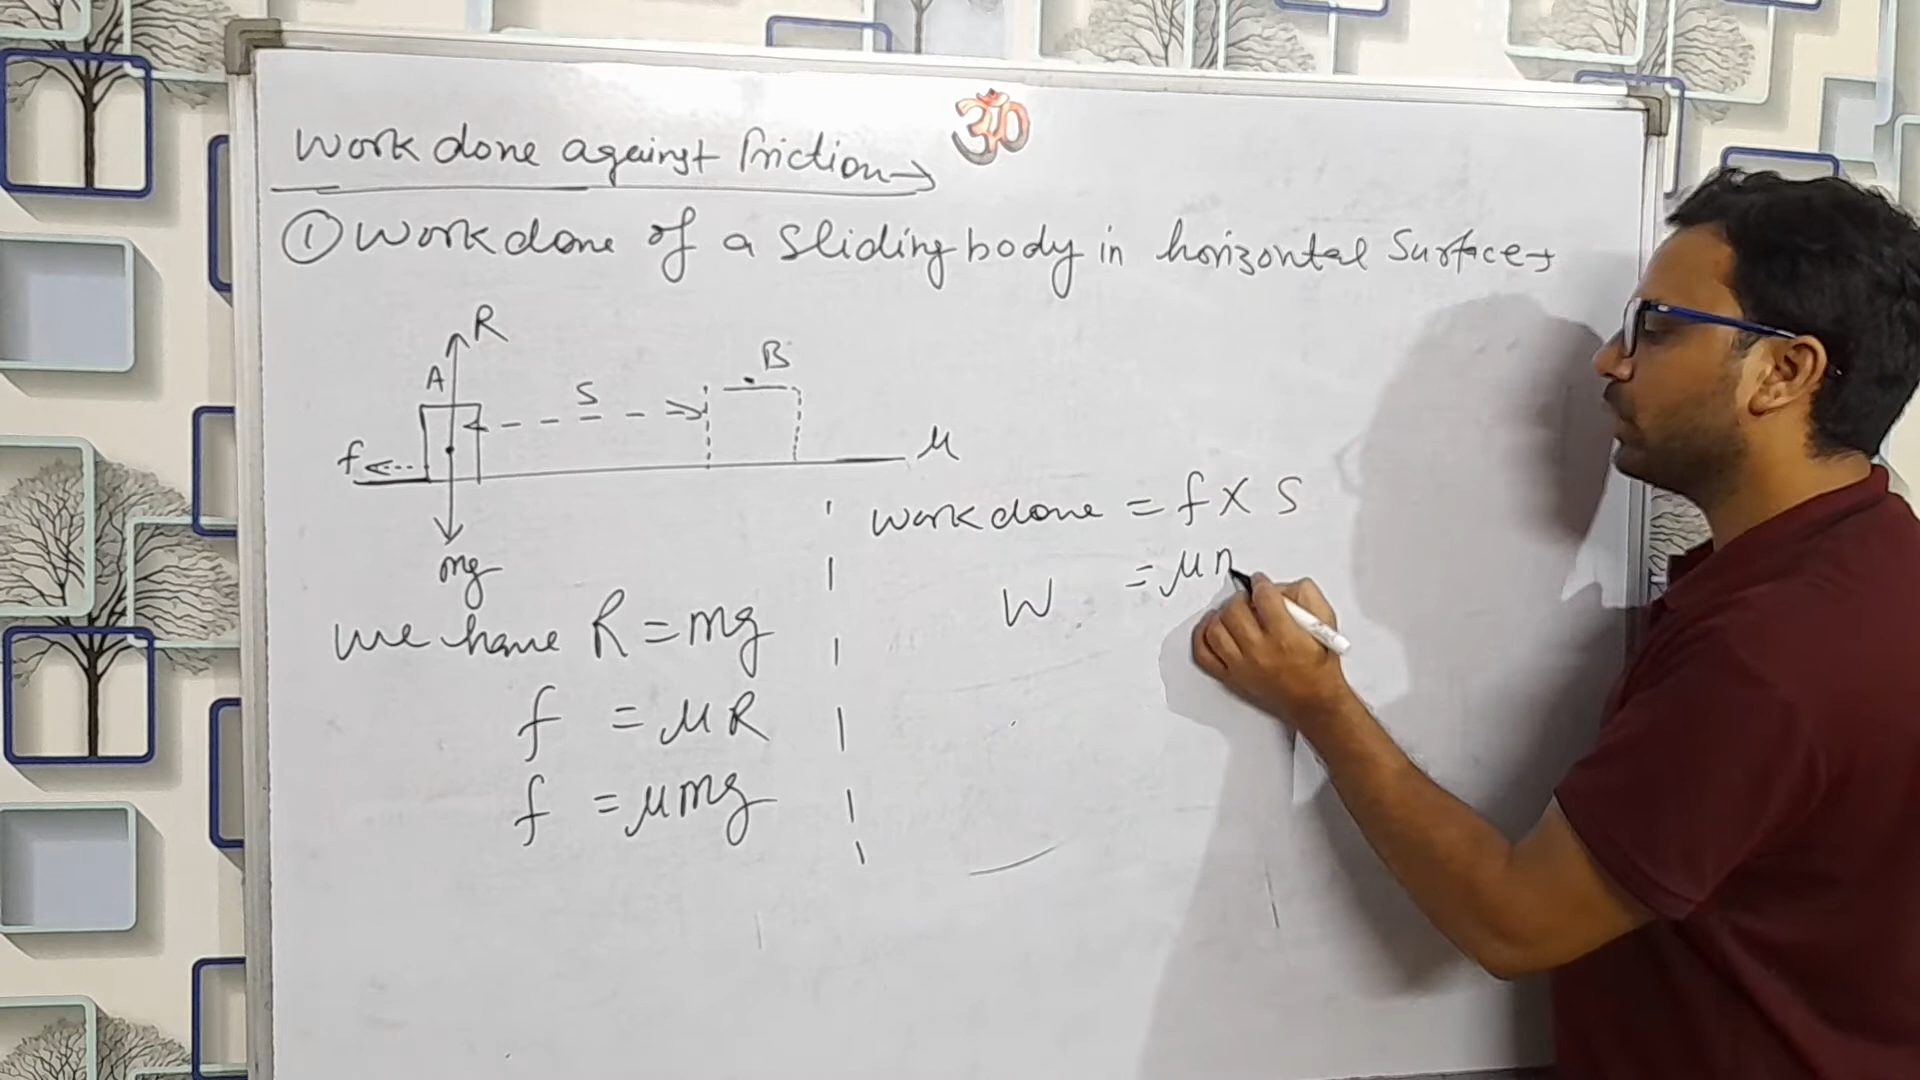 Work done against friction→
ॐ
① Work done of a sliding body in horizontal Surface→
R
A
S
B
f
μ
mg
we have R = mg
f = μR
f = μmg
work done = f X S
W = μ m